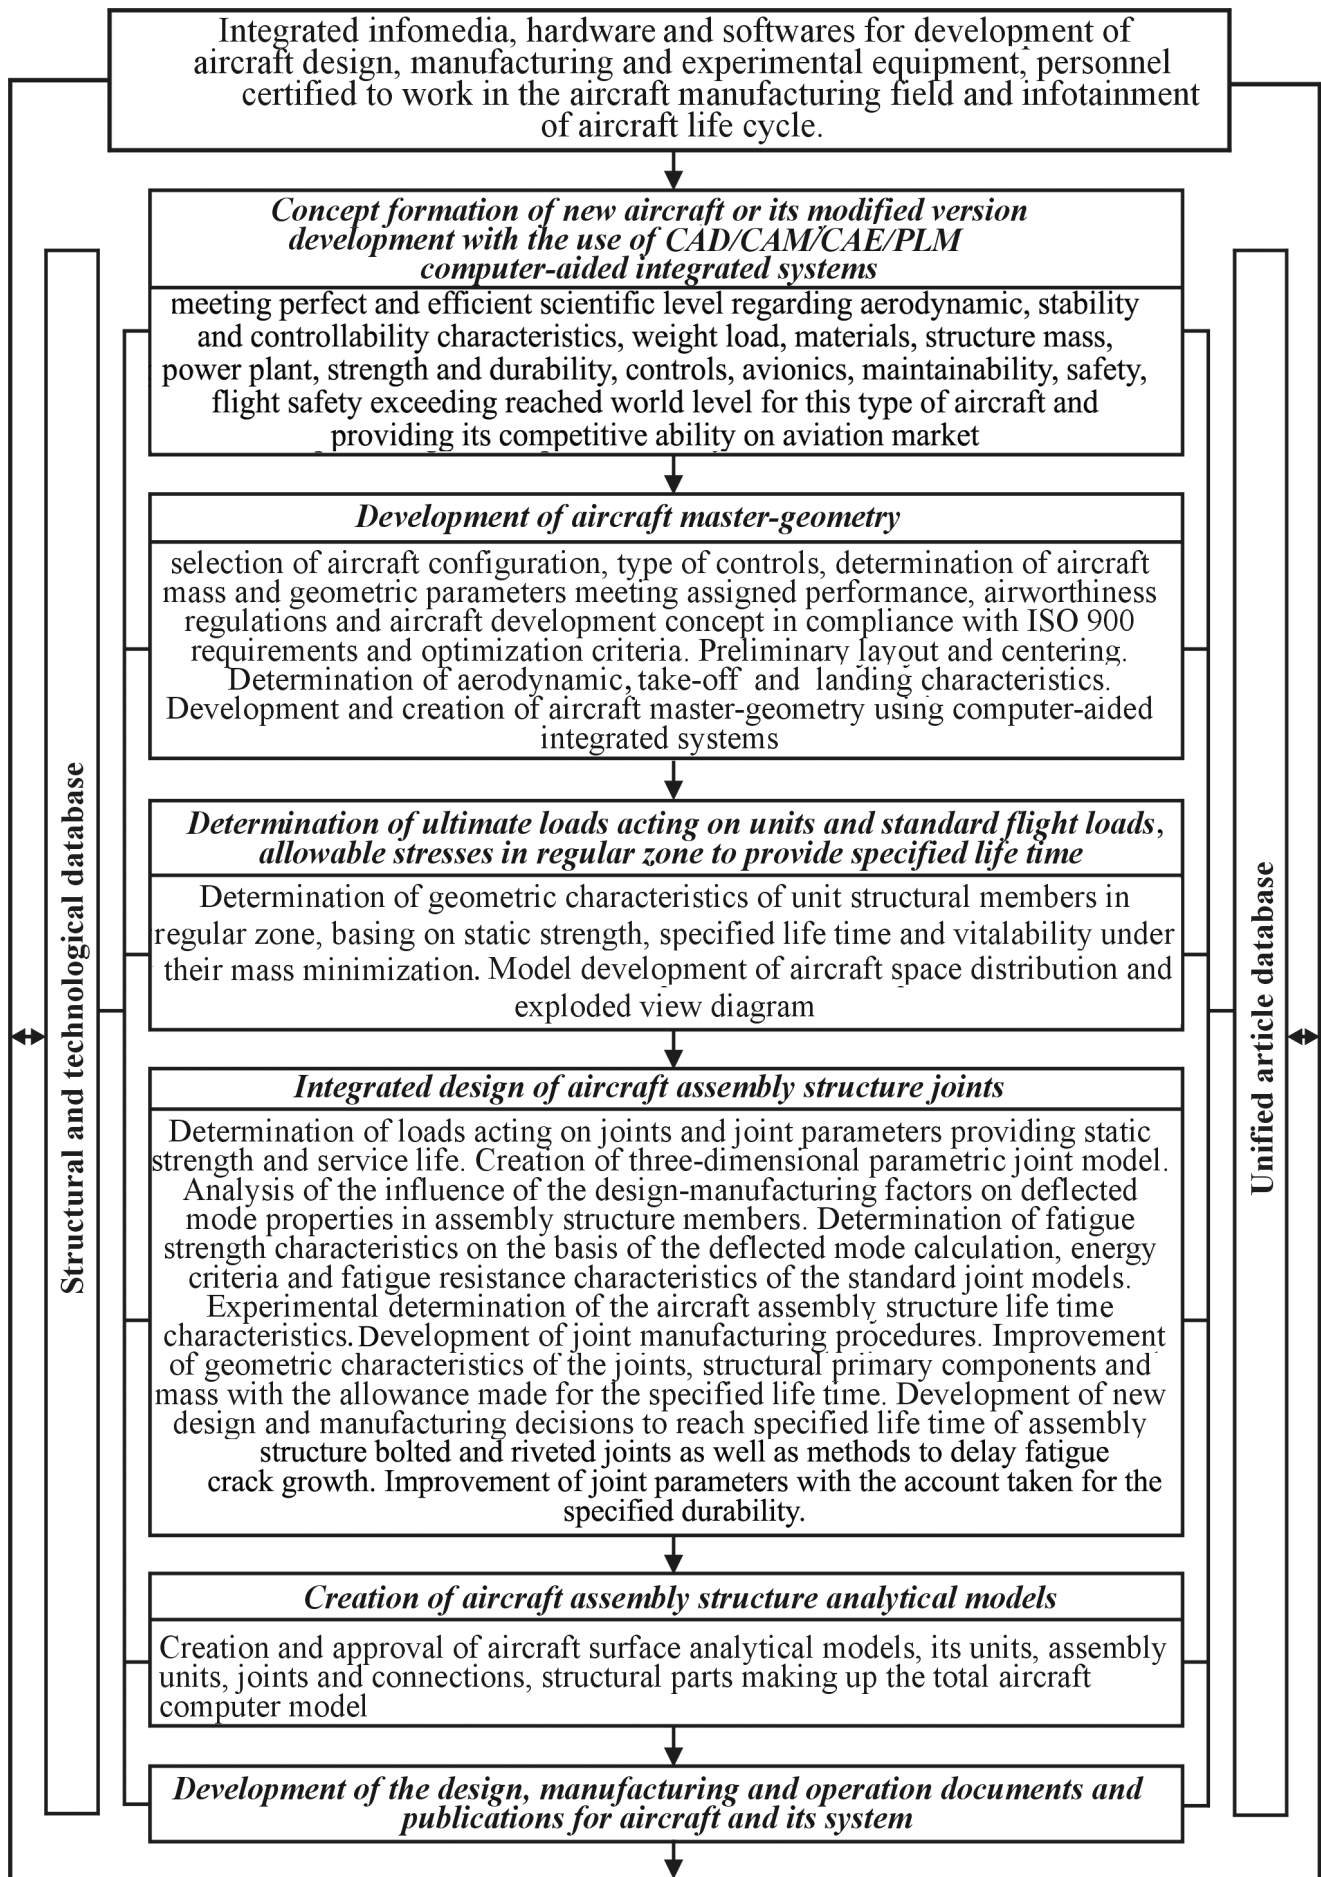 Integrated infomedia, hardware and softwares for development of
aircraft design, manufacturing and experimental equipment, personnel
certified to work in the aircraft manufacturing field and infotainment
of aircraft life cycle.
Concept formation of new aircraft or its modified version
development with the use of CAD/CAM/CAE/PLM
computer-aided integrated systems
meeting perfect and efficient scientific level regarding aerodynamic, stability
and controllability characteristics, weight load, materials, structure mass,
power plant, strength and durability, controls, avionics, maintainability, safety,
flight safety exceeding reached world level for this type of aircraft and
providing its competitive ability on aviation market
Development of aircraft master-geometry
selection of aircraft configuration, type of controls, determination of aircraft
mass and geometric parameters meeting assigned performance, airworthiness
regulations and aircraft development concept in compliance with ISO 900
requirements and optimization criteria. Preliminary layout and centering.
Determination of aerodynamic, take-off and landing characteristics.
Development and creation of aircraft master-geometry using computer-aided
integrated systems
Determination of ultimate loads acting on units and standard flight loads,
allowable stresses in regular zone to provide specified life time
Determination of geometric characteristics of unit structural members in
regular zone, basing on static strength, specified life time and vitalability under
their mass minimization. Model development of aircraft space distribution and
exploded view diagram
Integrated design of aircraft assembly structure joints
Determination of loads acting on joints and joint parameters providing static
strength and service life. Creation of three-dimensional parametric joint model.
Analysis of the influence of the design-manufacturing factors on deflected
mode properties in assembly structure members. Determination of fatigue
strength characteristics on the basis of the deflected mode calculation, energy
criteria and fatigue resistance characteristics of the standard joint models.
Experimental determination of the aircraft assembly structure life time
characteristics. Development of joint manufacturing procedures. Improvement
of geometric characteristics of the joints, structural primary components and
mass with the allowance made for the specified life time. Development of new
design and manufacturing decisions to reach specified life time of assembly
structure bolted and riveted joints as well as methods to delay fatigue
crack growth. Improvement of joint parameters with the account taken for the
specified durability.
Creation of aircraft assembly structure analytical models
Creation and approval of aircraft surface analytical models, its units, assembly
units, joints and connections, structural parts making up the total aircraft
computer model
Development of the design, manufacturing and operation documents and
publications for aircraft and its system
Structural and technological database
Unified article database